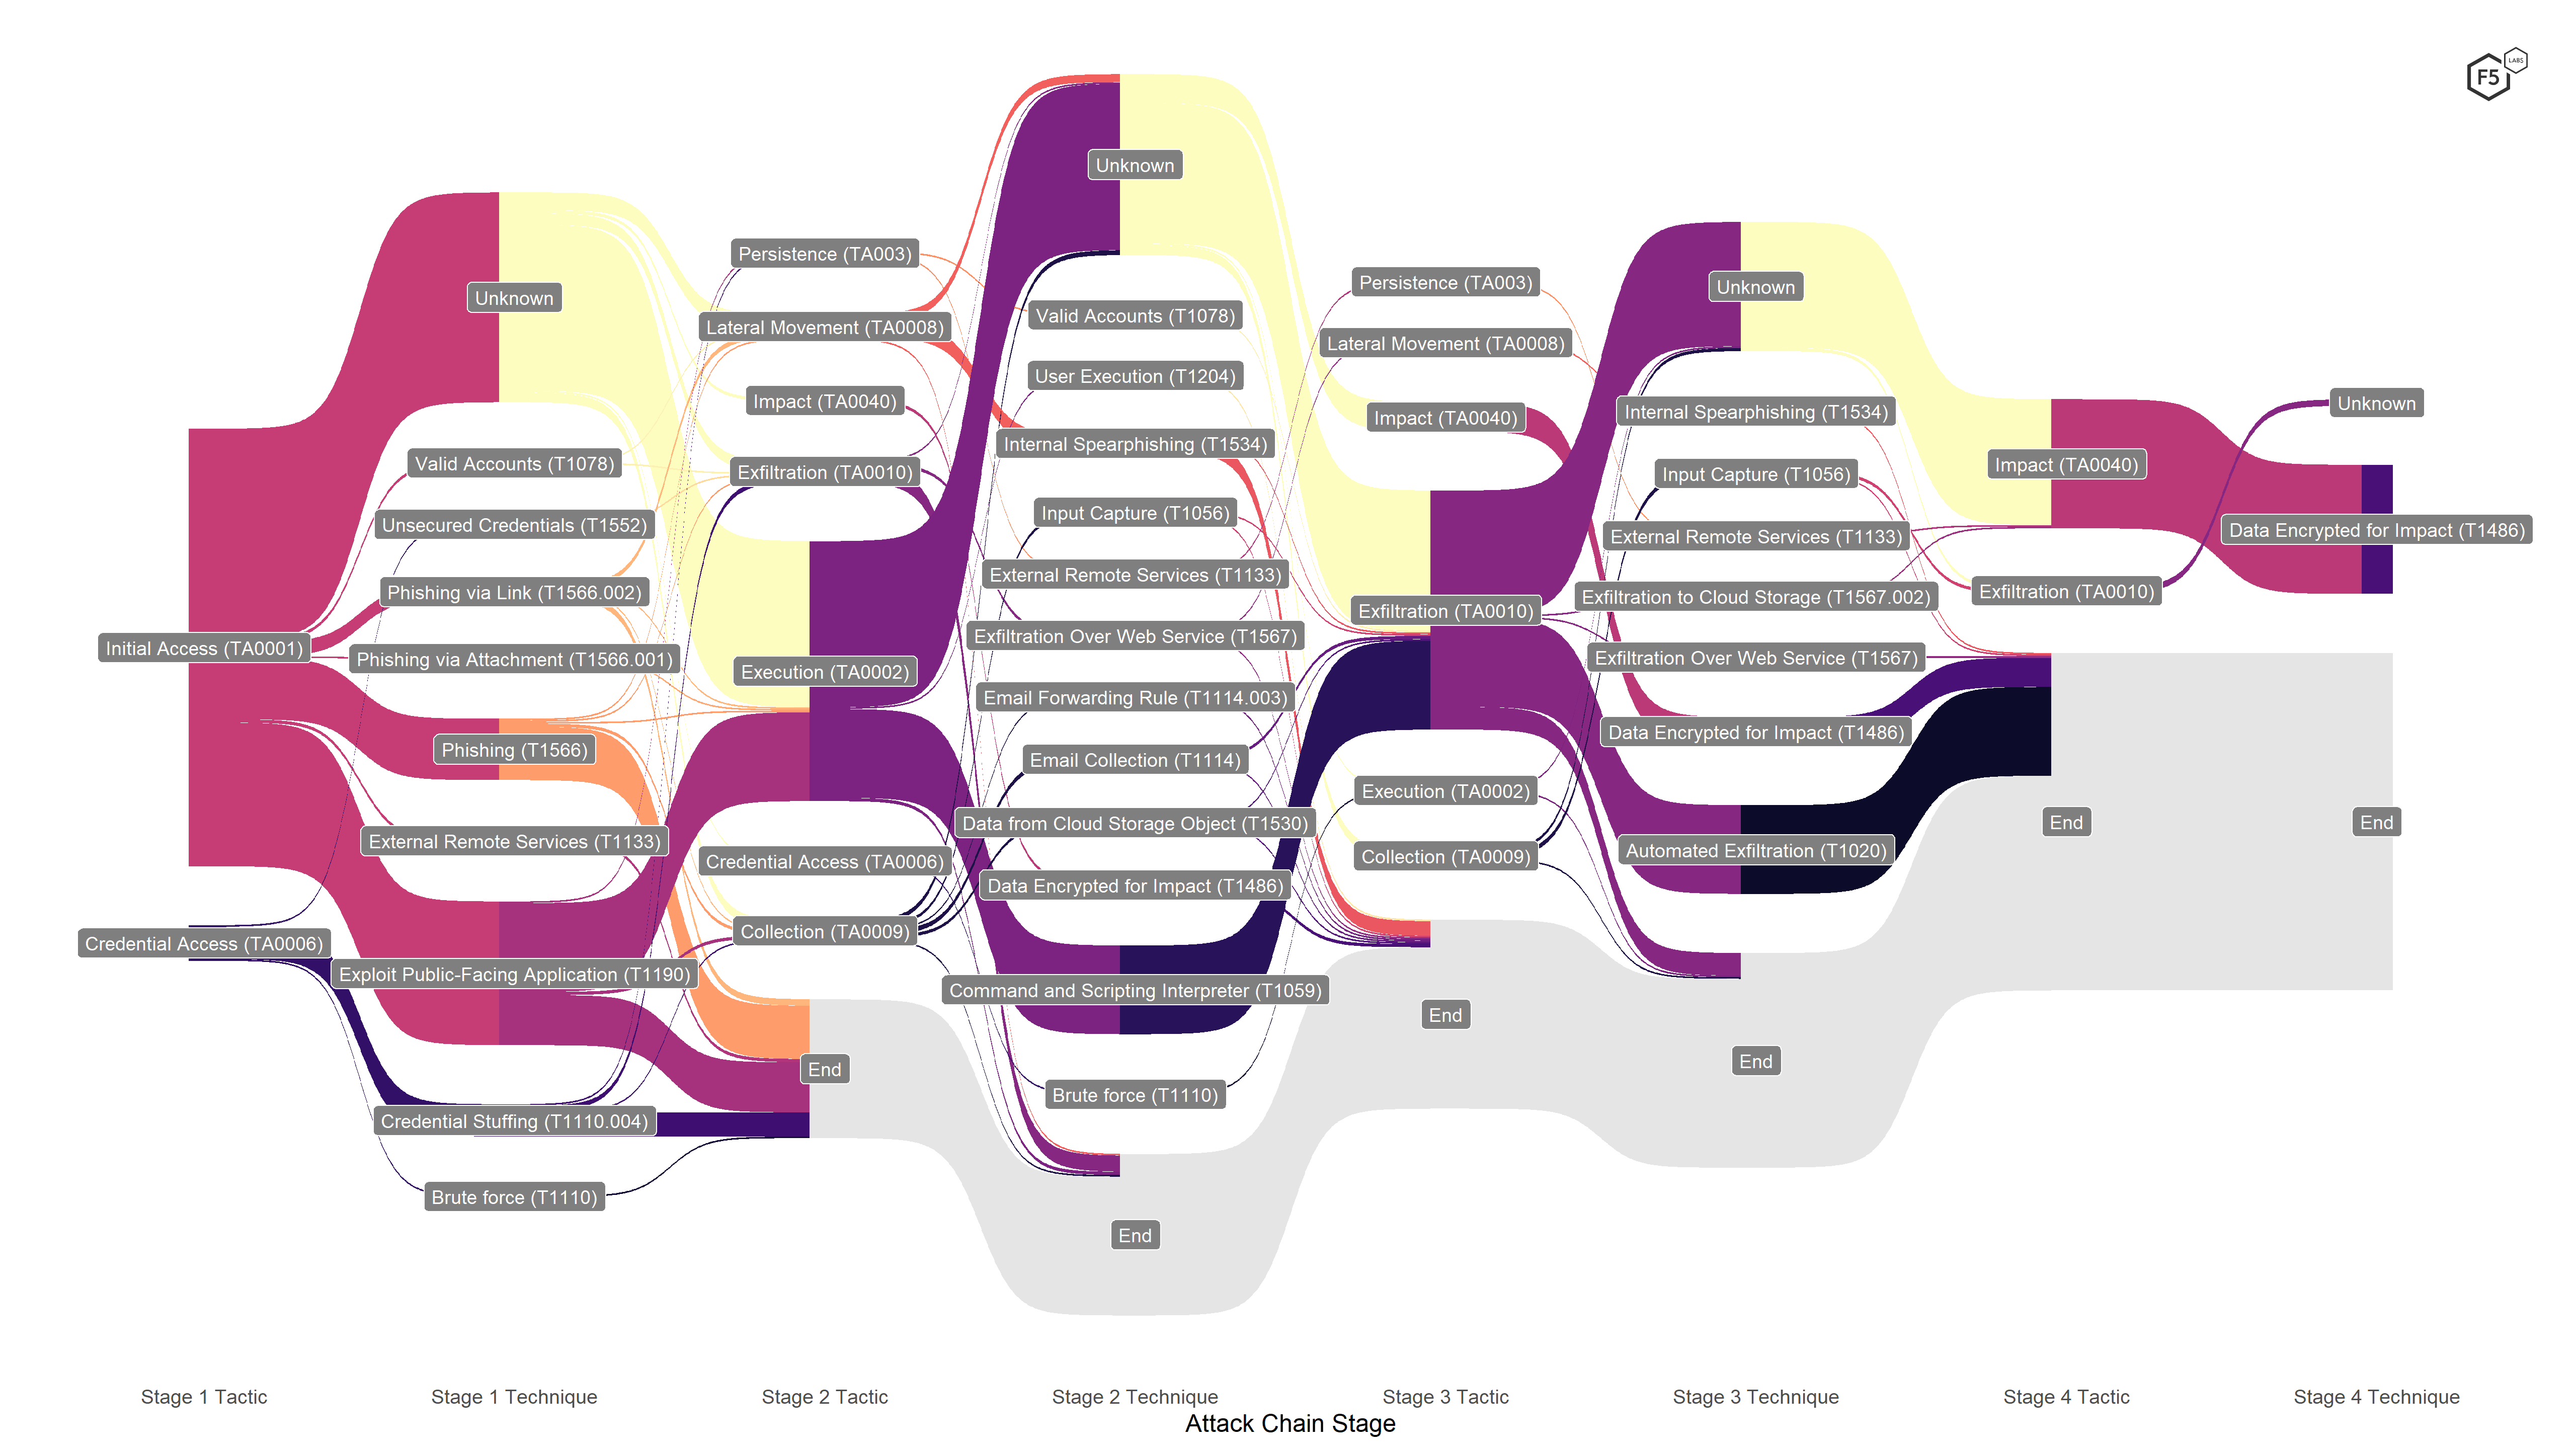 LABS
F5
Initial Access (TA0001)
Credential Access (TA0006)
Unknown
Valid Accounts (T1078)
Unsecured Credentials (T1552)
Phishing via Link (T1566.002)
Phishing via Attachment (T1566.001)
Phishing (T1566)
External Remote Services (T1133)
Exploit Public-Facing Application (T1190)
Credential Stuffing (T1110.004)
Brute force (T1110)
Persistence (TA003)
Lateral Movement (TA0008)
Impact (TA0040)
Exfiltration (TA0010)
Execution (TA0002)
Credential Access (TA0006)
Collection (TA0009)
End
Unknown
Valid Accounts (T1078)
User Execution (T1204)
Internal Spearphishing (T1534)
Input Capture (T1056)
External Remote Services (T1133)
Exfiltration Over Web Service (T1567)
Email Forwarding Rule (T1114.003)
Email Collection (T1114)
Data from Cloud Storage Object (T1530)
Data Encrypted for Impact (T1486)
Command and Scripting Interpreter (T1059)
Brute force (T1110)
End
Persistence (TA003)
Lateral Movement (TA0008)
Impact (TA0040)
Exfiltration (TA0010)
Execution (TA0002)
Collection (TA0009)
End
Unknown
Internal Spearphishing (T1534)
Input Capture (T1056)
External Remote Services (T1133)
Exfiltration to Cloud Storage (T1567.002)
Exfiltration Over Web Service (T1567)
Data Encrypted for Impact (T1486)
Automated Exfiltration (T1020)
End
Impact (TA0040)
Exfiltration (TA0010)
End
Unknown
Data Encrypted for Impact (T1486)
End
Stage 1 Tactic
Stage 1 Technique
Stage 2 Tactic
Stage 2 Technique
Stage 3 Tactic
Stage 3 Technique
Stage 4 Tactic
Stage 4 Technique
Attack Chain Stage